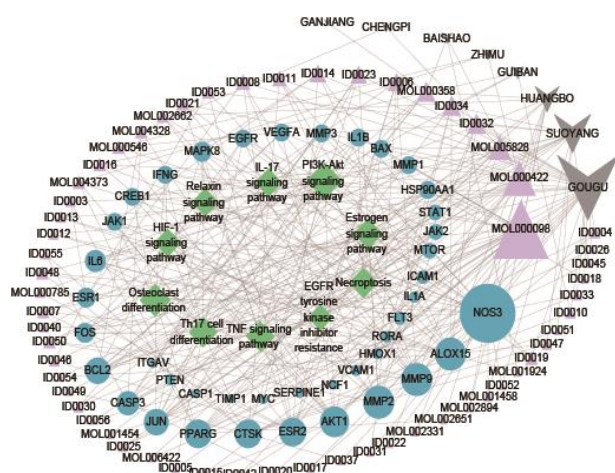 GANJIANG
CHENGPI
BAISHAO
ZHIMU
GUIBAN
HUANGBO
SUOYANG
GOUGU
ID0014
ID0023
ID0011
ID0006
ID0008
MOL000358
ID0053
ID0034
ID0021
ID0032
MOL002662
MOL005828
MOL004328
MOL000422
MOL000546
MOL000098
ID0016
MOL004373
ID0003
ID0013
ID0012
ID0055
ID0048
MOL000785
ID0007
ID0040
ID0050
ID0046
ID0054
ID0049
ID0030
ID0056
MOL001454
ID0025
MOL006422
ID0005
ID0020
ID0017
ID0037
ID0031
ID0022
MOL002331
MOL002651
MOL002894
MOL001458
ID0052
MOL001924
ID0019
ID0047
ID0051
ID0010
ID0033
ID0018
ID0045
ID0026
ID0004
VEGFA
MMP3
IL1B
EGFR
BAX
MAPK8
MMP1
IFNG
HSP90AA1
CREB1
STAT1
JAK1
JAK2
MTOR
IL6
ICAM1
ESR1
IL1A
FOS
FLT3
NOS3
RORA
BCL2
HMOX1
ALOX15
ITGAV
VCAM1
PTEN
NCF1
MMP9
CASP3
CASP1
TIMP1
MYC
SERPINE1
MMP2
JUN
PPARG
CTSK
ESR2
AKT1
IL-17
signaling
pathway
PI3K-Akt
signaling
pathway
Relaxin
signaling
pathway
HIF-1
signaling
pathway
Estrogen
signaling
pathway
Necroptosis
Osteoclast
differentiation
EGFR
tyrosine
kinase
inhibitor
resistance
Th17 cell
differentiation
TNF signaling
pathway